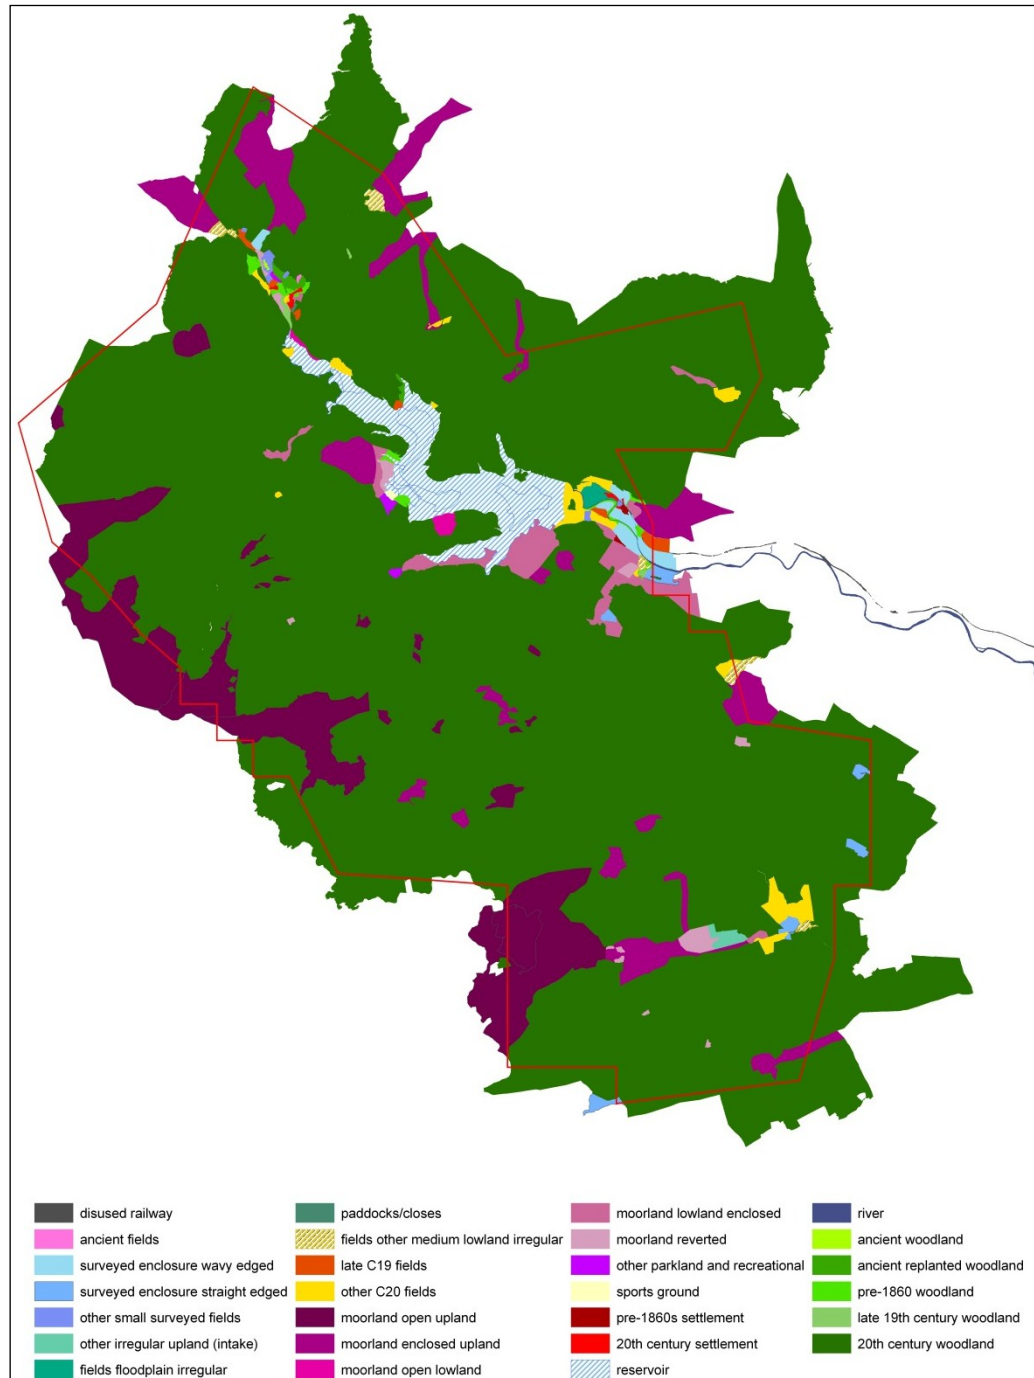 disused railway
ancient fields
surveyed enclosure wavy edged
surveyed enclosure straight edged
other small surveyed fields
other irregular upland (intake)
fields floodplain irregular
paddocks/closes
fields other medium lowland irregular
late C19 fields
other C20 fields
moorland open upland
moorland enclosed upland
moorland open lowland
moorland lowland enclosed
moorland reverted
other parkland and recreational
sports ground
pre-1860s settlement
20th century settlement
reservoir
river
ancient woodland
ancient replanted woodland
pre-1860 woodland
late 19th century woodland
20th century woodland